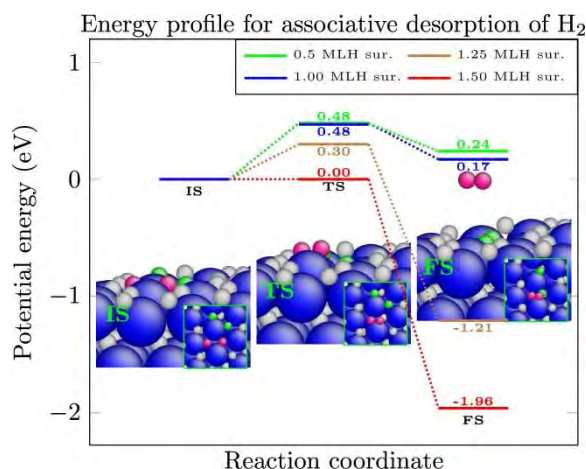 Energy profile for associative desorption of H2
0.5 MLH sur. 1.25 MLH sur.
1.00 MLH sur. 1.50 MLH sur.
1
0
−1
−2
Potential energy (eV)
0.48
0.48
0.30
0.24
0.17
0.00
IS
TS
IS
TS
FS
-1.21
-1.96
FS
Reaction coordinate